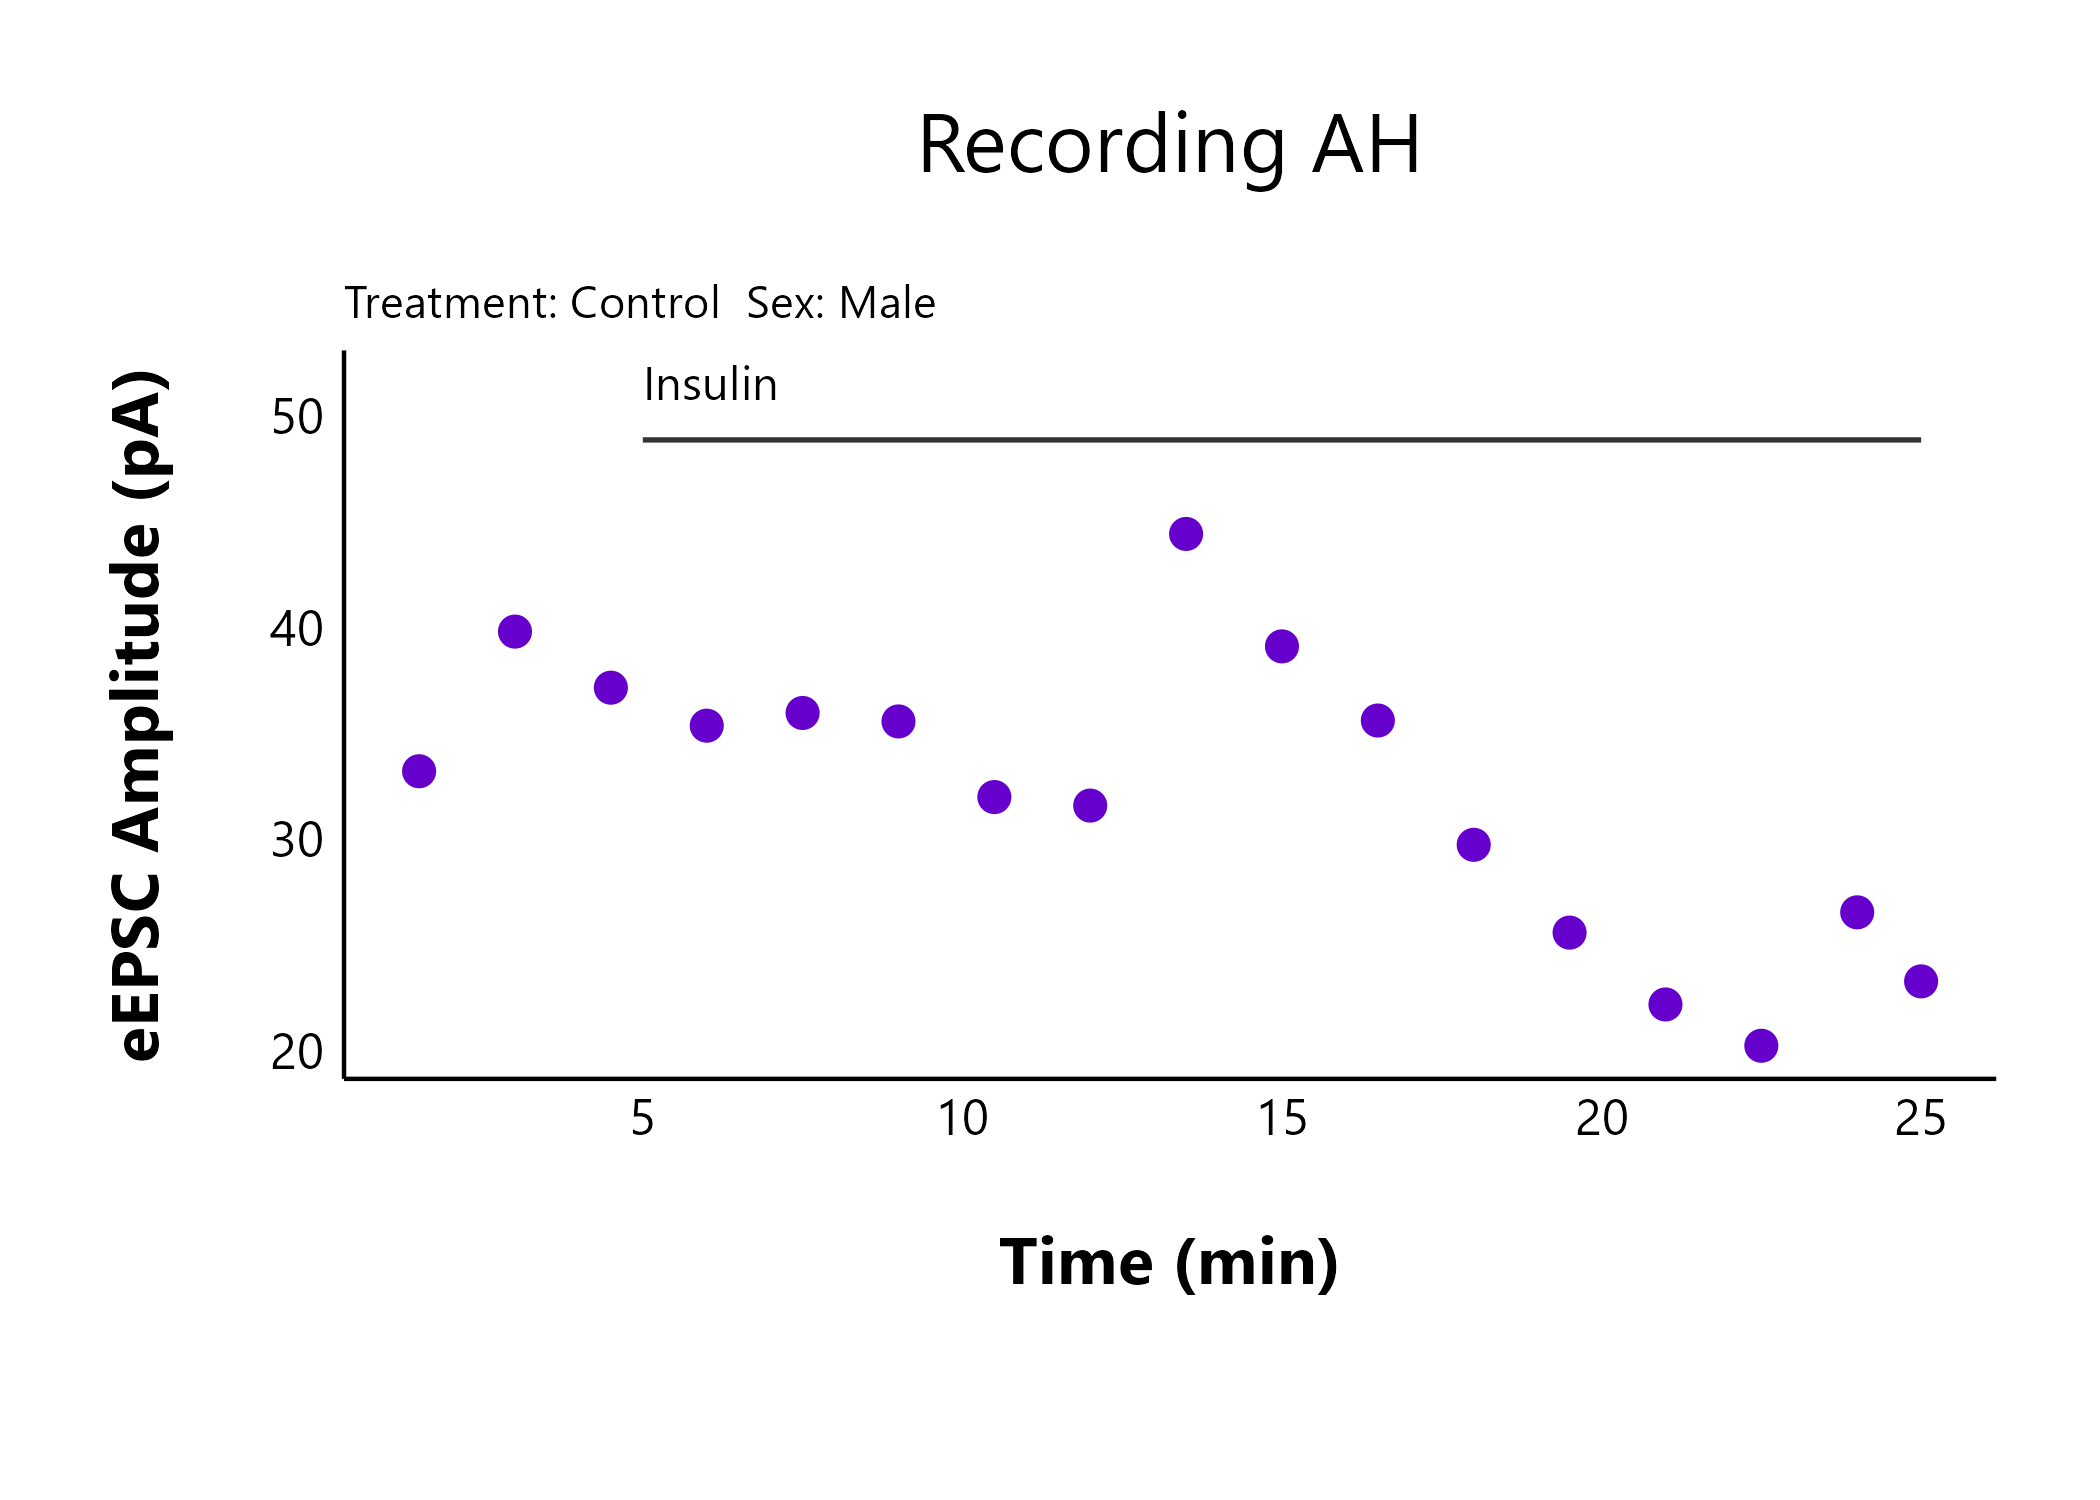 Recording AH
Treatment: Control  Sex: Male
Insulin
eEPSC Amplitude (pA)
50
40
30
20
5 10 15 20 25
Time (min)